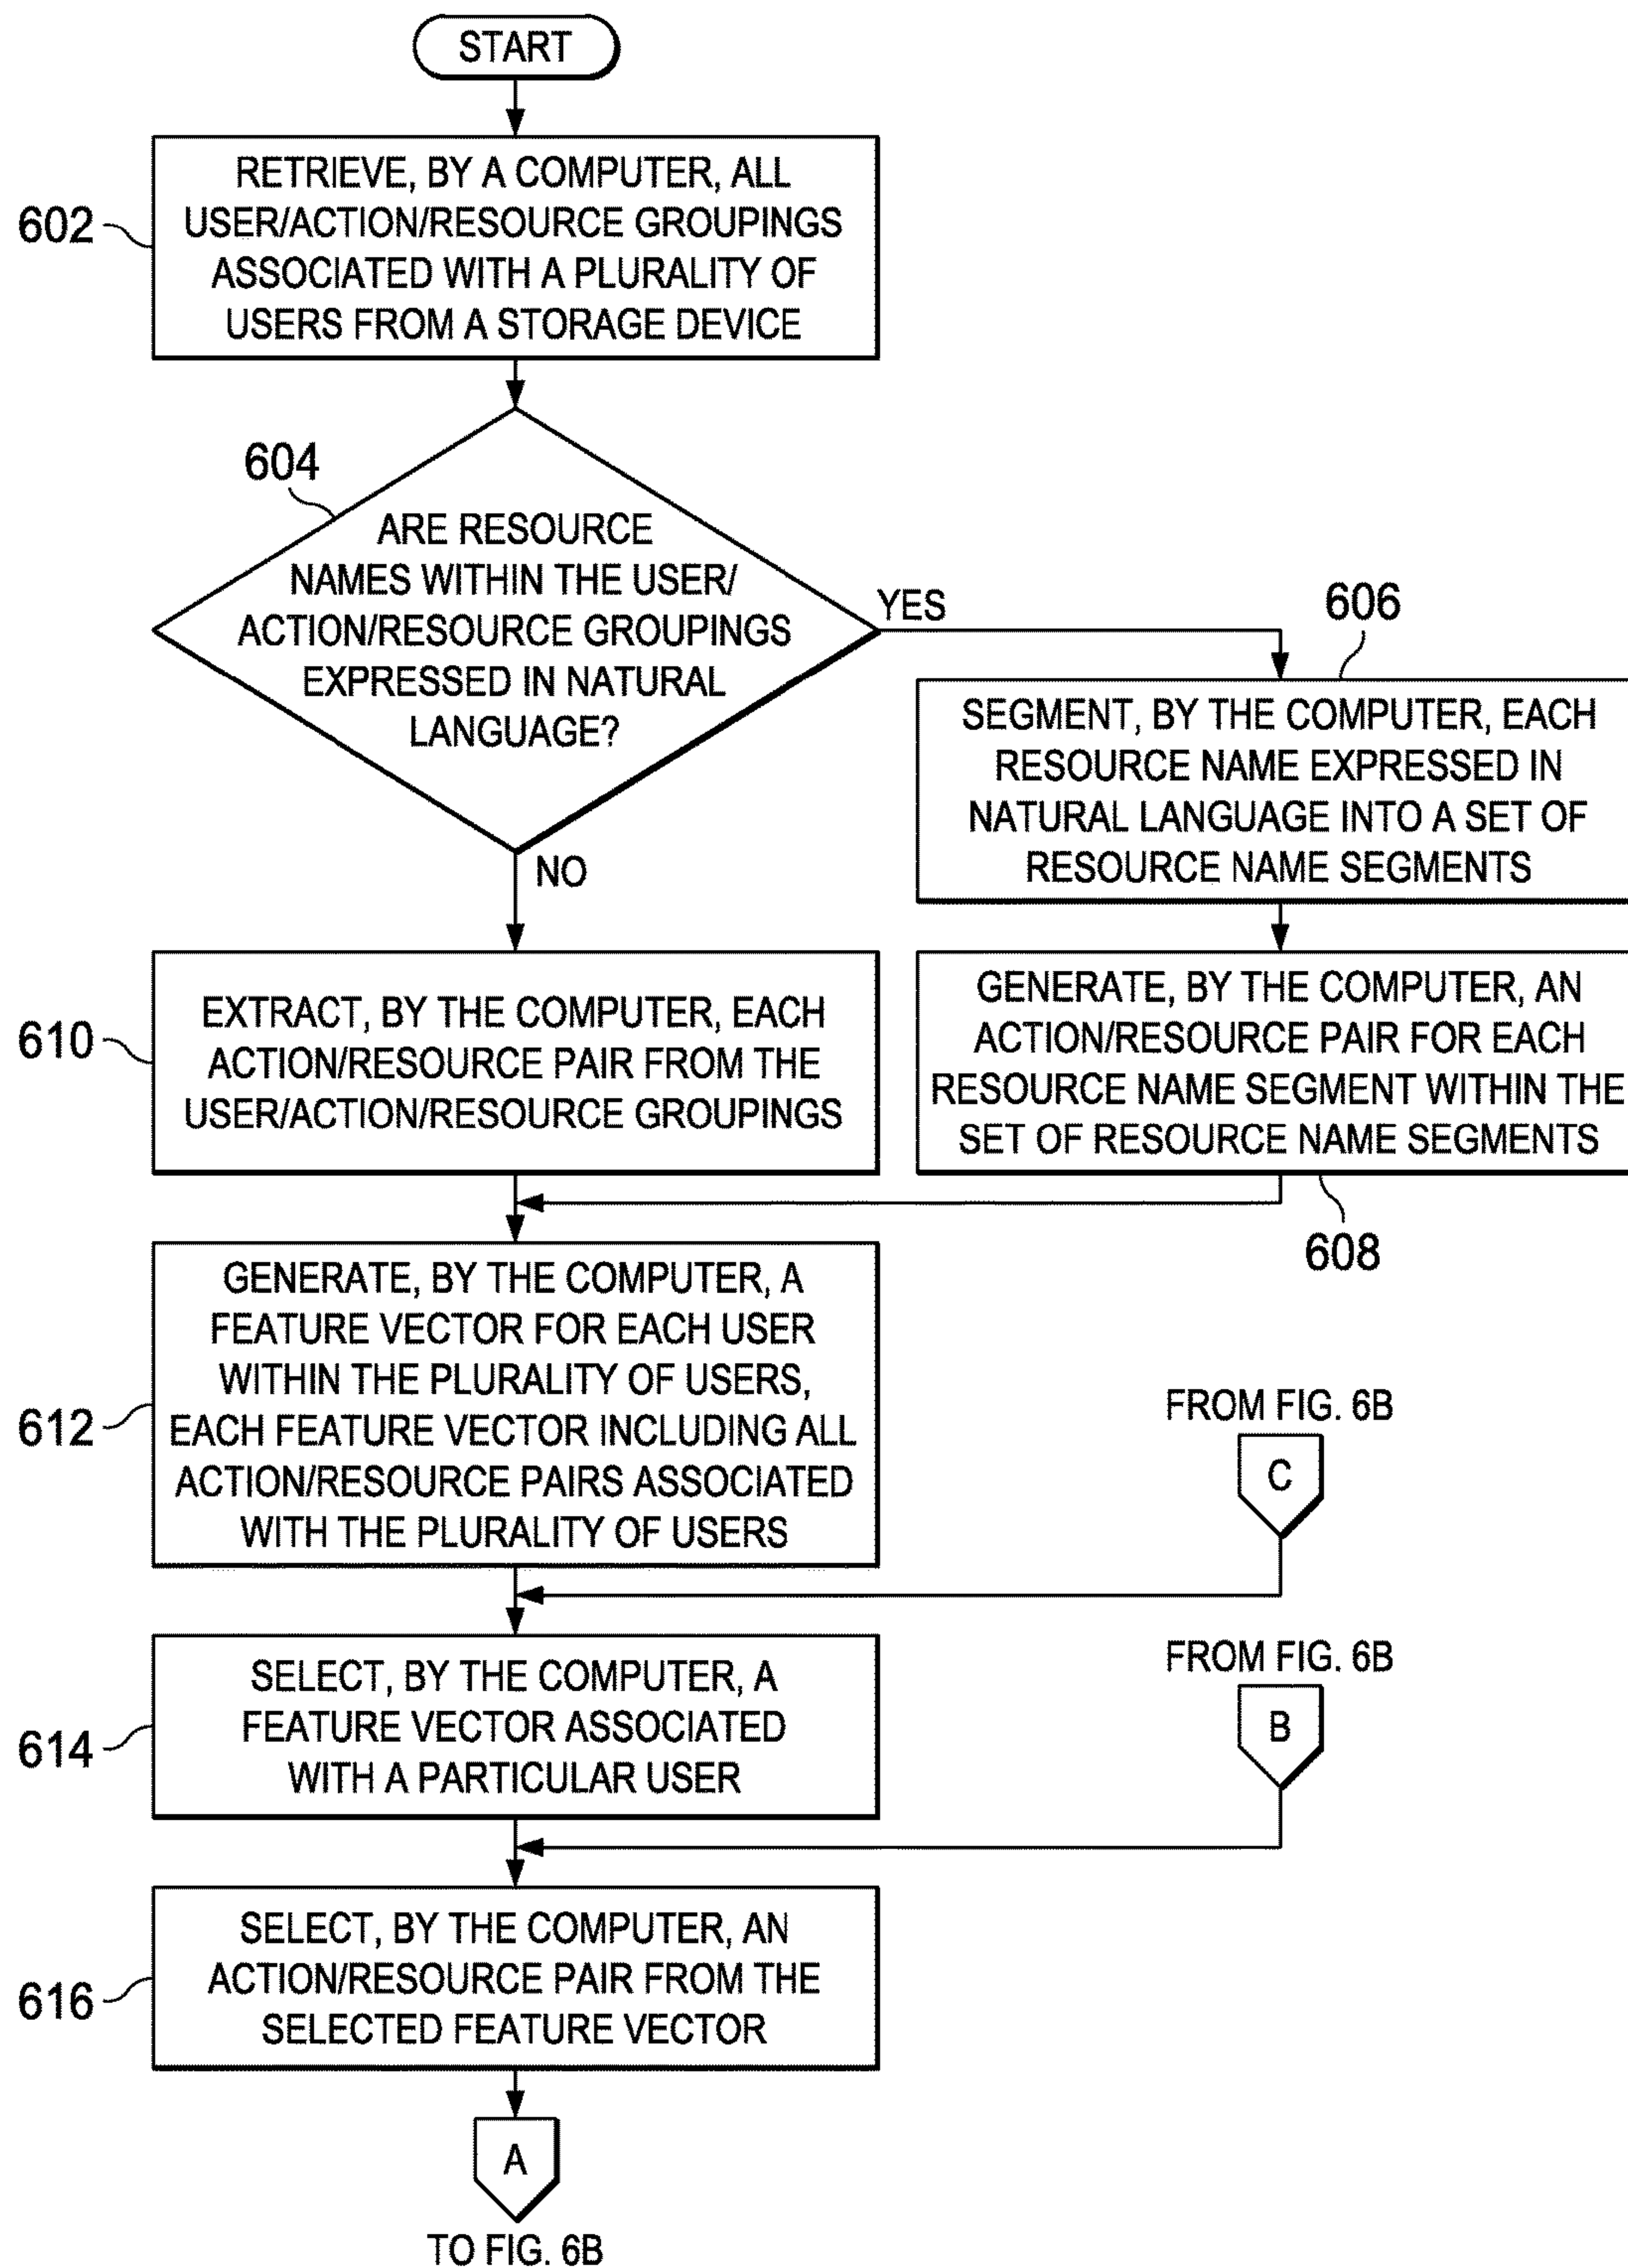 START
602
RETRIEVE, BY A COMPUTER, ALL
USER/ACTION/RESOURCE GROUPINGS
ASSOCIATED WITH A PLURALITY OF
USERS FROM A STORAGE DEVICE
604
ARE RESOURCE
NAMES WITHIN THE USER/
ACTION/RESOURCE GROUPINGS
EXPRESSED IN NATURAL
LANGUAGE?
YES
NO
606
SEGMENT, BY THE COMPUTER, EACH
RESOURCE NAME EXPRESSED IN
NATURAL LANGUAGE INTO A SET OF
RESOURCE NAME SEGMENTS
GENERATE, BY THE COMPUTER, AN
ACTION/RESOURCE PAIR FOR EACH
RESOURCE NAME SEGMENT WITHIN THE
SET OF RESOURCE NAME SEGMENTS
608
610
EXTRACT, BY THE COMPUTER, EACH
ACTION/RESOURCE PAIR FROM THE
USER/ACTION/RESOURCE GROUPINGS
612
GENERATE, BY THE COMPUTER, A
FEATURE VECTOR FOR EACH USER
WITHIN THE PLURALITY OF USERS,
EACH FEATURE VECTOR INCLUDING ALL
ACTION/RESOURCE PAIRS ASSOCIATED
WITH THE PLURALITY OF USERS
FROM FIG. 6B
C
614
SELECT, BY THE COMPUTER, A
FEATURE VECTOR ASSOCIATED
WITH A PARTICULAR USER
FROM FIG. 6B
B
616
SELECT, BY THE COMPUTER, AN
ACTION/RESOURCE PAIR FROM THE
SELECTED FEATURE VECTOR
A
TO FIG. 6B